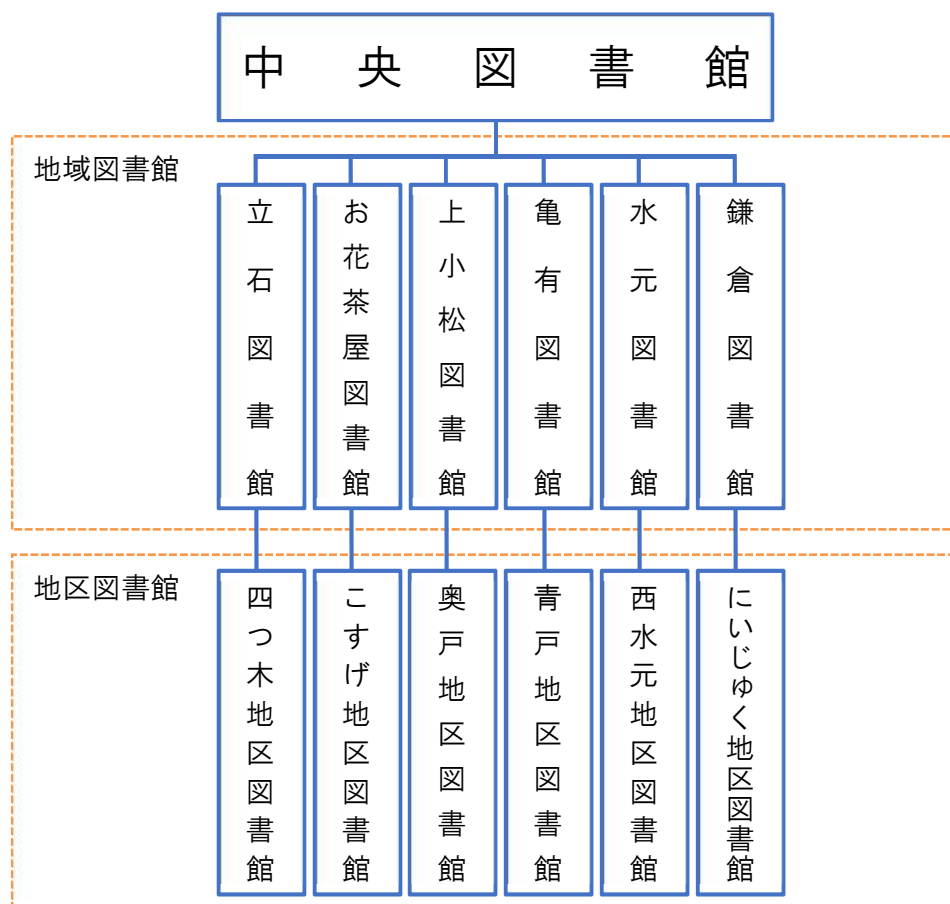 中央図書館
地域図書館
立石図書館
お花茶屋図書館
上小松図書館
亀有図書館
水元図書館
鎌倉図書館
地区図書館
四つ木地区図書館
こすげ地区図書館
奥戸地区図書館
青戸地区図書館
西水元地区図書館
にいじゅく地区図書館